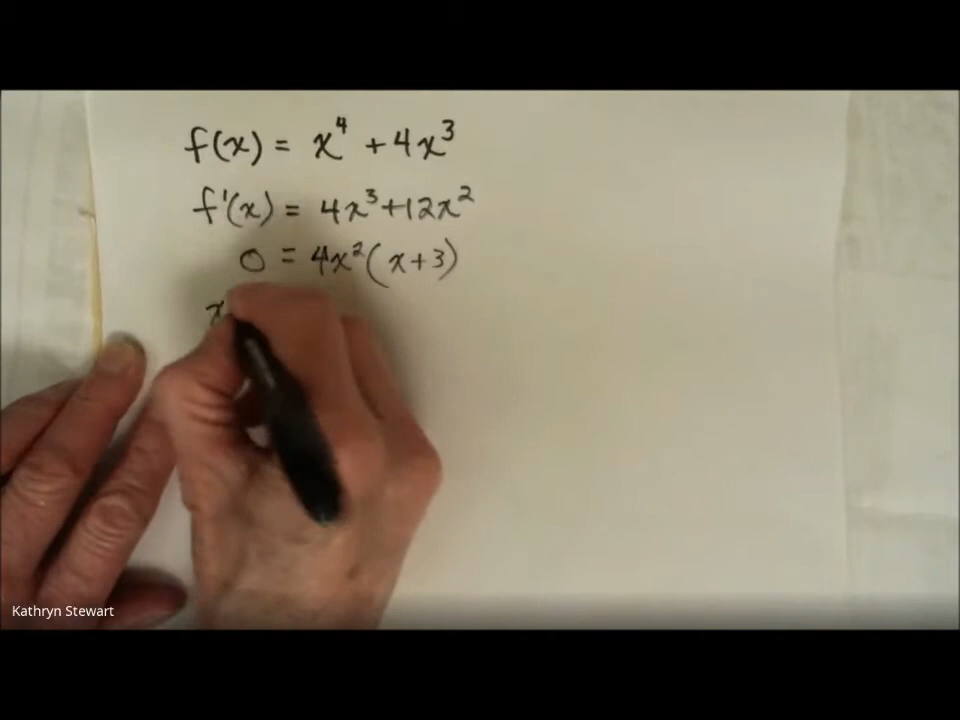 f(x) = x⁴ + 4x³
f'(x) = 4x³+12x²
0 = 4x²(x+3)
x
Kathryn Stewart